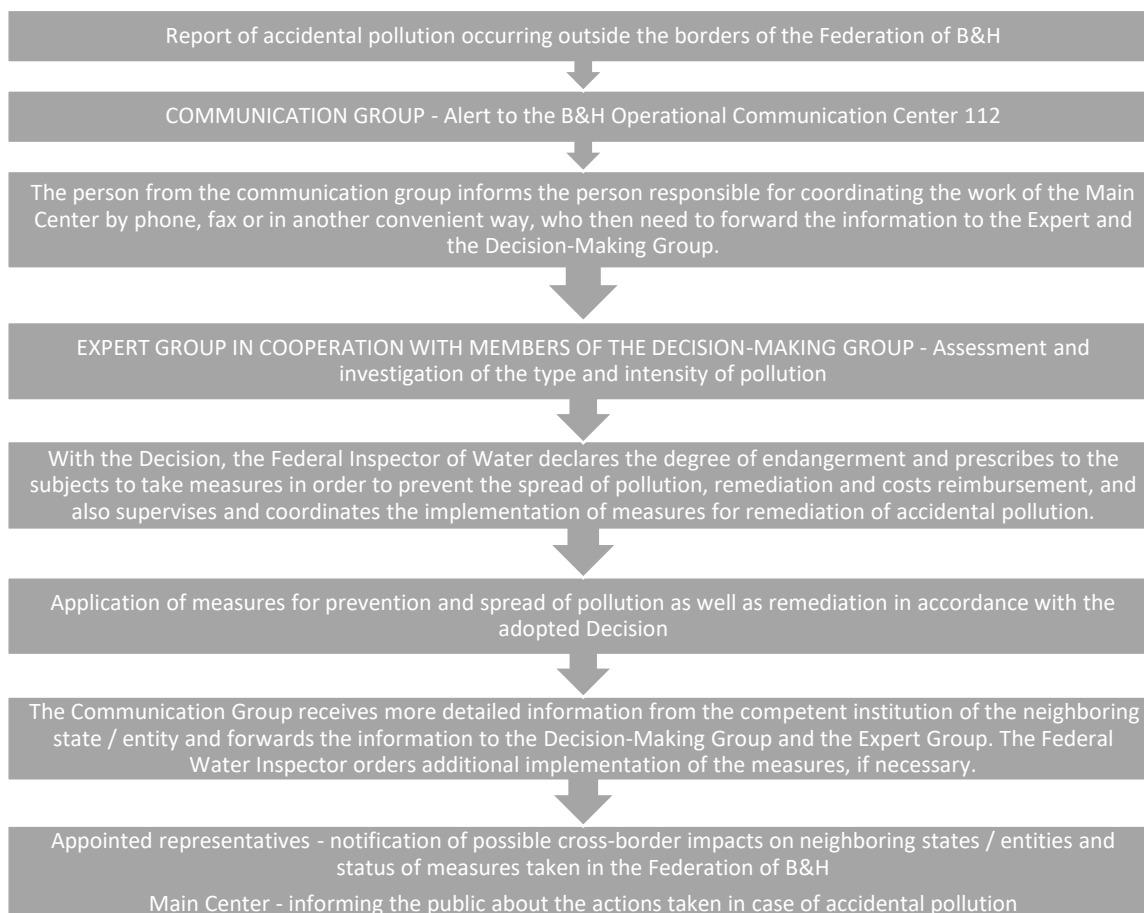 Report of accidental pollution occurring outside the borders of the Federation of B&H
COMMUNICATION GROUP - Alert to the B&H Operational Communication Center 112
The person from the communication group informs the person responsible for coordinating the work of the Main
Center by phone, fax or in another convenient way, who then need to forward the information to the Expert and
the Decision-Making Group.
EXPERT GROUP IN COOPERATION WITH MEMBERS OF THE DECISION-MAKING GROUP - Assessment and
investigation of the type and intensity of pollution
With the Decision, the Federal Inspector of Water declares the degree of endangerment and prescribes to the
subjects to take measures in order to prevent the spread of pollution, remediation and costs reimbursement, and
also supervises and coordinates the implementation of measures for remediation of accidental pollution.
Application of measures for prevention and spread of pollution as well as remediation in accordance with the
adopted Decision
The Communication Group receives more detailed information from the competent institution of the neighboring
state / entity and forwards the information to the Decision-Making Group and the Expert Group. The Federal
Water Inspector orders additional implementation of the measures, if necessary.
Appointed representatives - notification of possible cross-border impacts on neighboring states / entities and
status of measures taken in the Federation of B&H
Main Center - informing the public about the actions taken in case of accidental pollution